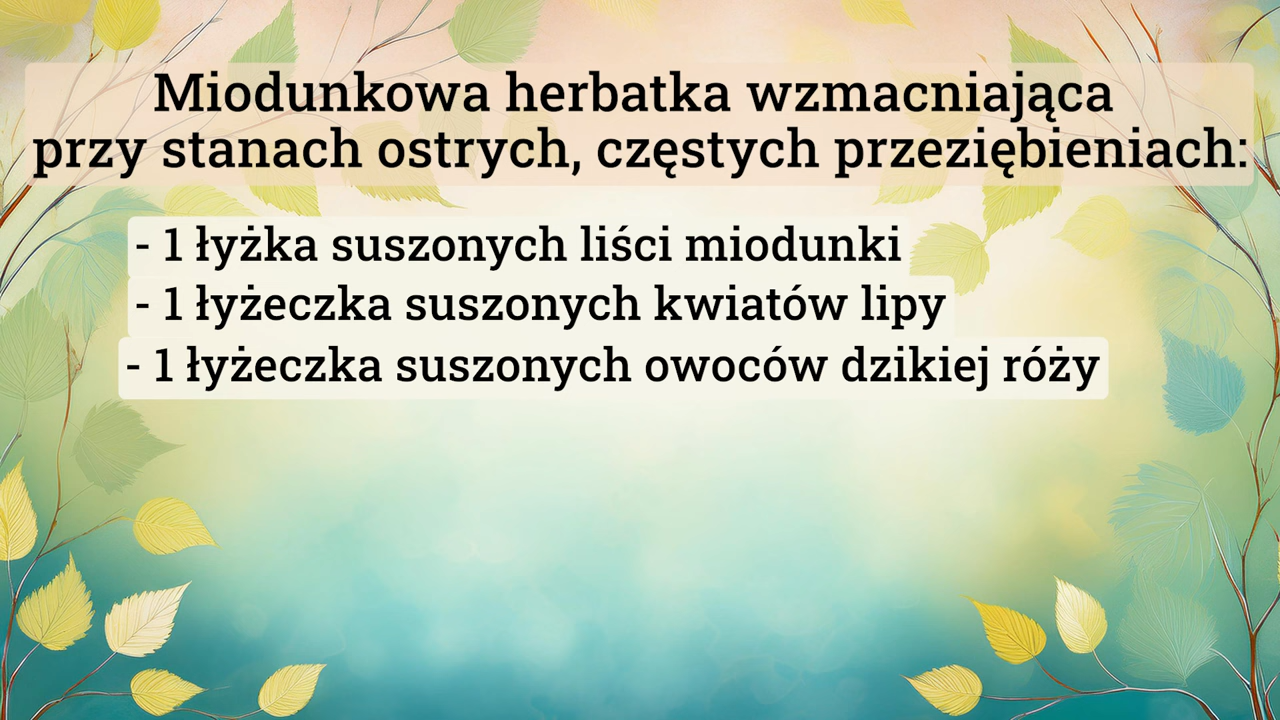 Miodunkowa herbatka wzmacniająca
przy stanach ostrych, częstych przeziębieniach:
- 1 łyżka suszonych liści miodunki
- 1 łyżeczka suszonych kwiatów lipy
- 1 łyżeczka suszonych owoców dzikiej róży